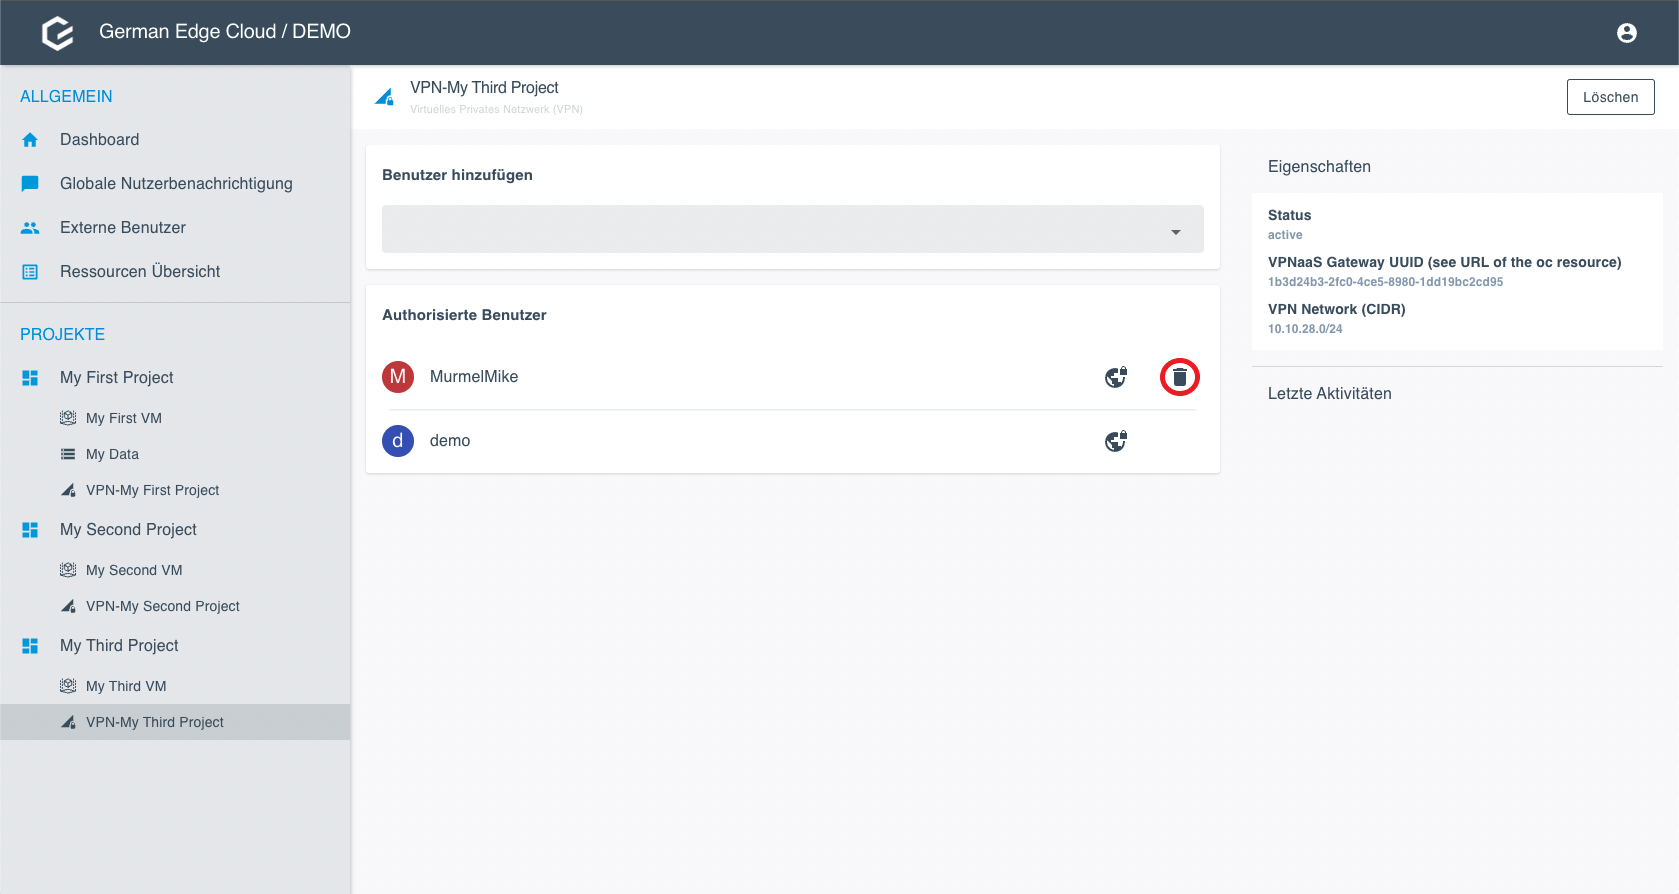 German Edge Cloud / DEMO
ALLGEMEIN
Dashboard
Globale Nutzerbenachrichtigung
Externe Benutzer
Ressourcen Übersicht
PROJEKTE
My First Project
My First VM
My Data
VPN-My First Project
My Second Project
My Second VM
VPN-My Second Project
My Third Project
My Third VM
VPN-My Third Project
VPN-My Third Project
Virtuelles Privates Netzwerk (VPN)
Löschen
Benutzer hinzufügen
Authorisierte Benutzer
M MurmelMike
d demo
Eigenschaften
Status
active
VPNaaS Gateway UUID (see URL of the oc resource)
1b3d24b3-2fc0-4ce5-8980-1dd19bc2cd95
VPN Network (CIDR)
10.10.28.0/24
Letzte Aktivitäten